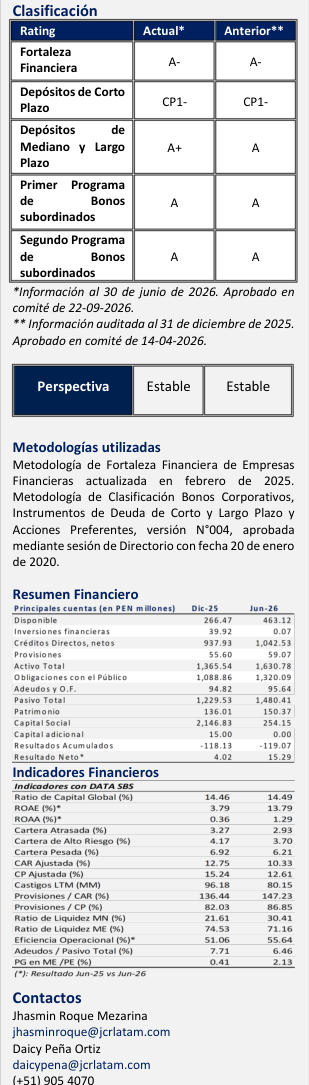 Clasificación
Rating Actual* Anterior**
Fortaleza Financiera A- A-
Depósitos de Corto Plazo CP1- CP1-
Depósitos de Mediano y Largo Plazo A+ A
Primer Programa de Bonos subordinados A A
Segundo Programa de Bonos subordinados A A
*Información al 30 de junio de 2026. Aprobado en
comité de 22-09-2026.
** Información auditada al 31 de diciembre de 2025.
Aprobado en comité de 14-04-2026.
Perspectiva Estable Estable
Metodologías utilizadas
Metodología de Fortaleza Financiera de Empresas
Financieras actualizada en febrero de 2025.
Metodología de Clasificación Bonos Corporativos,
Instrumentos de Deuda de Corto y Largo Plazo y
Acciones Preferentes, versión N°004, aprobada
mediante sesión de Directorio con fecha 20 de enero
de 2020.
Resumen Financiero
Principales cuentas (en PEN millones) Dic-25 Jun-26
Disponible 266.47 463.12
Inversiones financieras 39.92 0.07
Créditos Directos, netos 937.93 1,042.53
Provisiones 55.60 59.07
Activo Total 1,365.54 1,630.78
Obligaciones con el Público 1,088.86 1,320.09
Adeudos y O.F. 94.82 95.64
Pasivo Total 1,229.53 1,480.41
Patrimonio 136.01 150.37
Capital Social 2,146.83 254.15
Capital adicional 15.00 0.00
Resultados Acumulados -118.13 -119.07
Resultado Neto* 4.02 15.29
Indicadores Financieros
Indicadores con DATA SBS
Ratio de Capital Global (%) 14.46 14.49
ROAE (%)* 3.79 13.79
ROAA (%)* 0.36 1.29
Cartera Atrasada (%) 3.27 2.93
Cartera de Alto Riesgo (%) 4.17 3.70
Cartera Pesada (%) 6.92 6.21
CAR Ajustada (%) 12.75 10.33
CP Ajustada (%) 15.24 12.61
Castigos LTM (MM) 96.18 80.15
Provisiones / CAR (%) 136.44 147.23
Provisiones / CP (%) 82.03 86.85
Ratio de Liquidez MN (%) 21.61 30.41
Ratio de Liquidez ME (%) 74.53 71.16
Eficiencia Operacional (%)* 51.06 55.64
Adeudos / Pasivo Total (%) 7.71 6.46
PG en ME /PE (%) 0.41 2.13
(*): Resultado Jun-25 vs Jun-26
Contactos
Jhasmin Roque Mezarina
jhasminroque@jcrlatam.com
Daicy Peña Ortiz
daicypena@jcrlatam.com
(+51) 905 4070